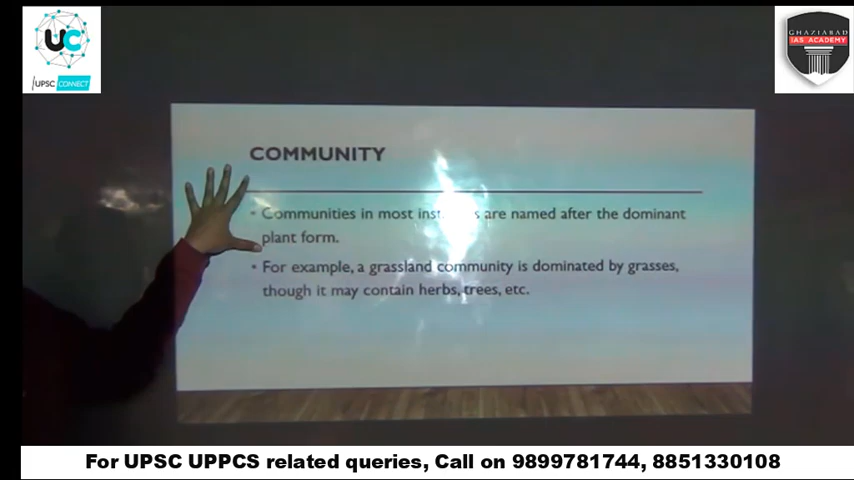 UC
UPSC CONNECT
GHAZIABAD
IAS ACADEMY
COMMUNITY
• Communities in most are named after the dominant
plant form.
• For example, a grassland community is dominated by grasses,
though it may contain herbs, trees, etc.
For UPSC UPPCS related queries, Call on 9899781744, 8851330108